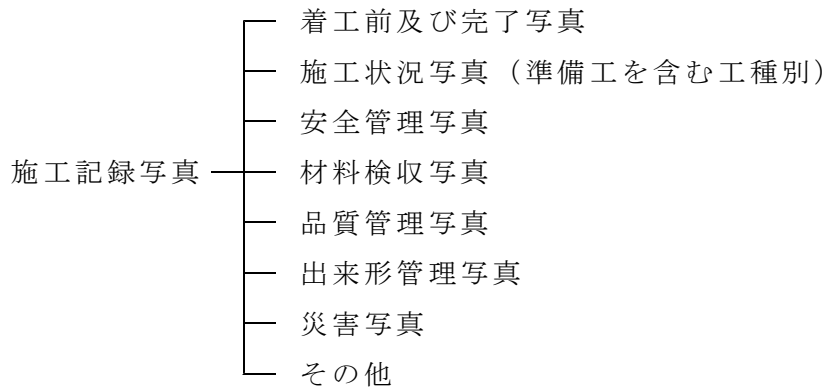 着工前及び完了写真
施工状況写真（準備工を含む工種別）
安全管理写真
施工記録写真
材料検収写真
品質管理写真
出来形管理写真
災害写真
その他